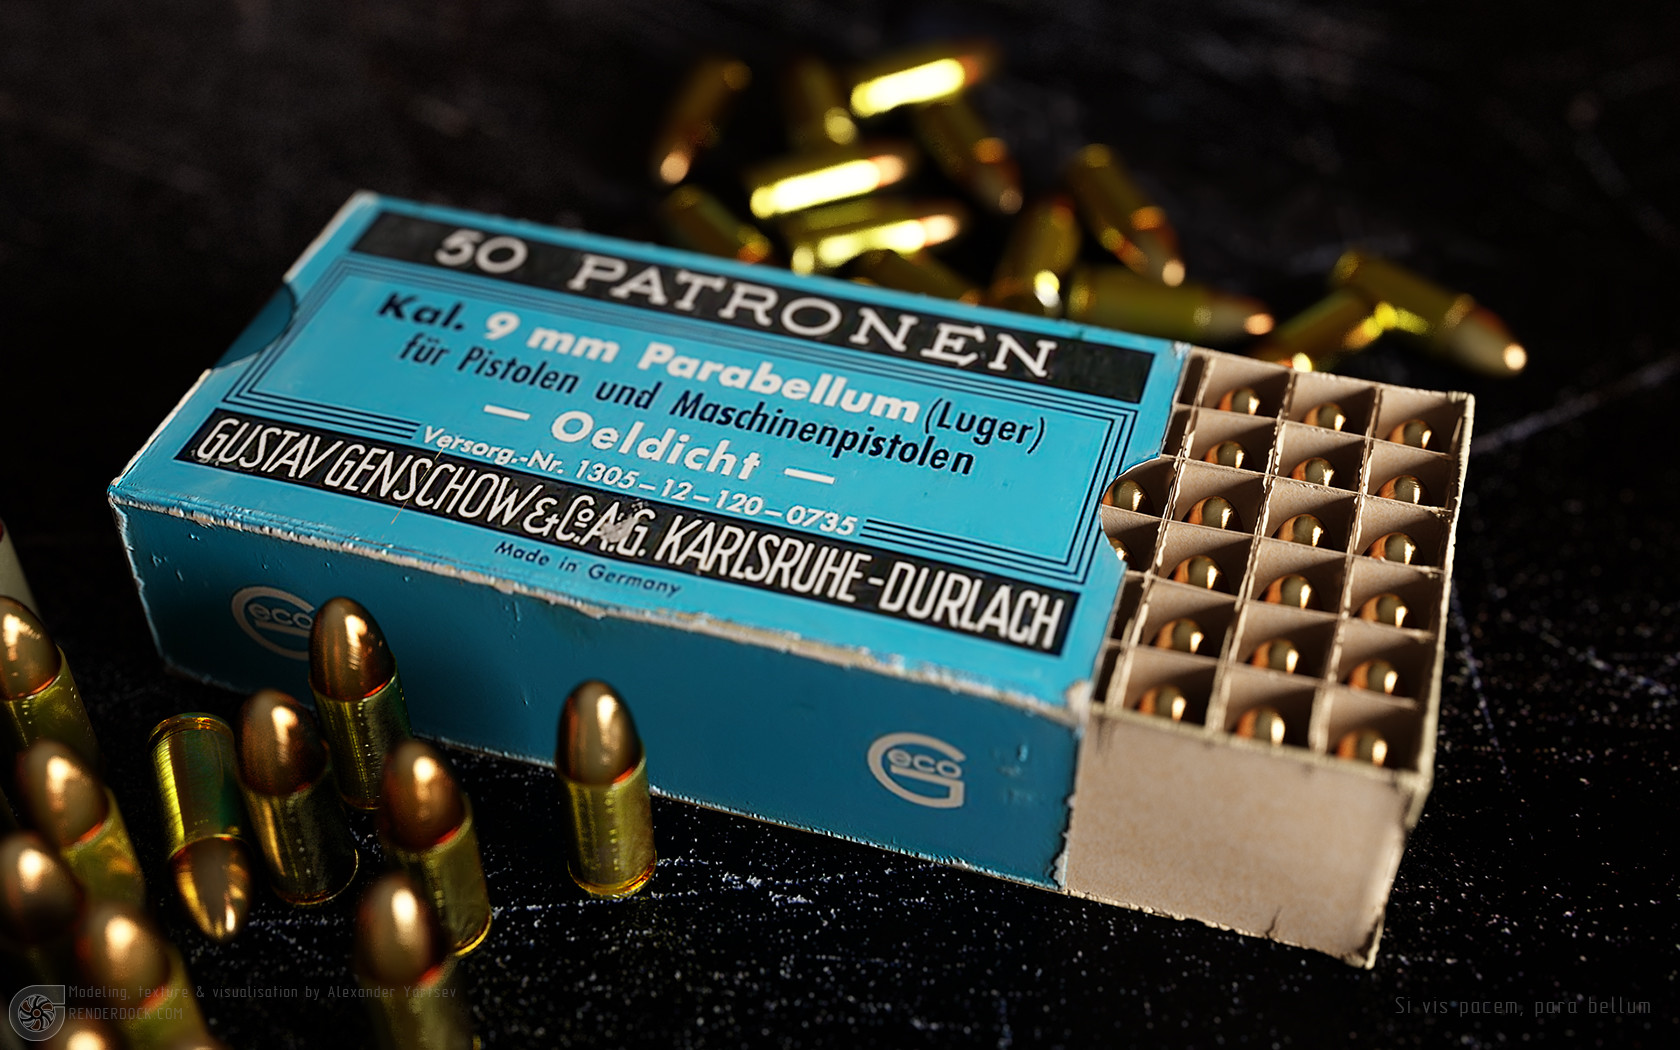 50 PATRONEN
Kal. 9 mm Parabellum (Luger)
für Pistolen und Maschinenpistolen
— Oeldicht —
Versorg.-Nr. 1305-12-120-0735
GUSTAV GENSCHOW & Co. A.G. KARLSRUHE-DURLACH
Made in Germany
Geco
Geco
Modeling, texture & visualisation by Alexander Yartsev
RENDERDOCK.COM
Si vis pacem, para bellum